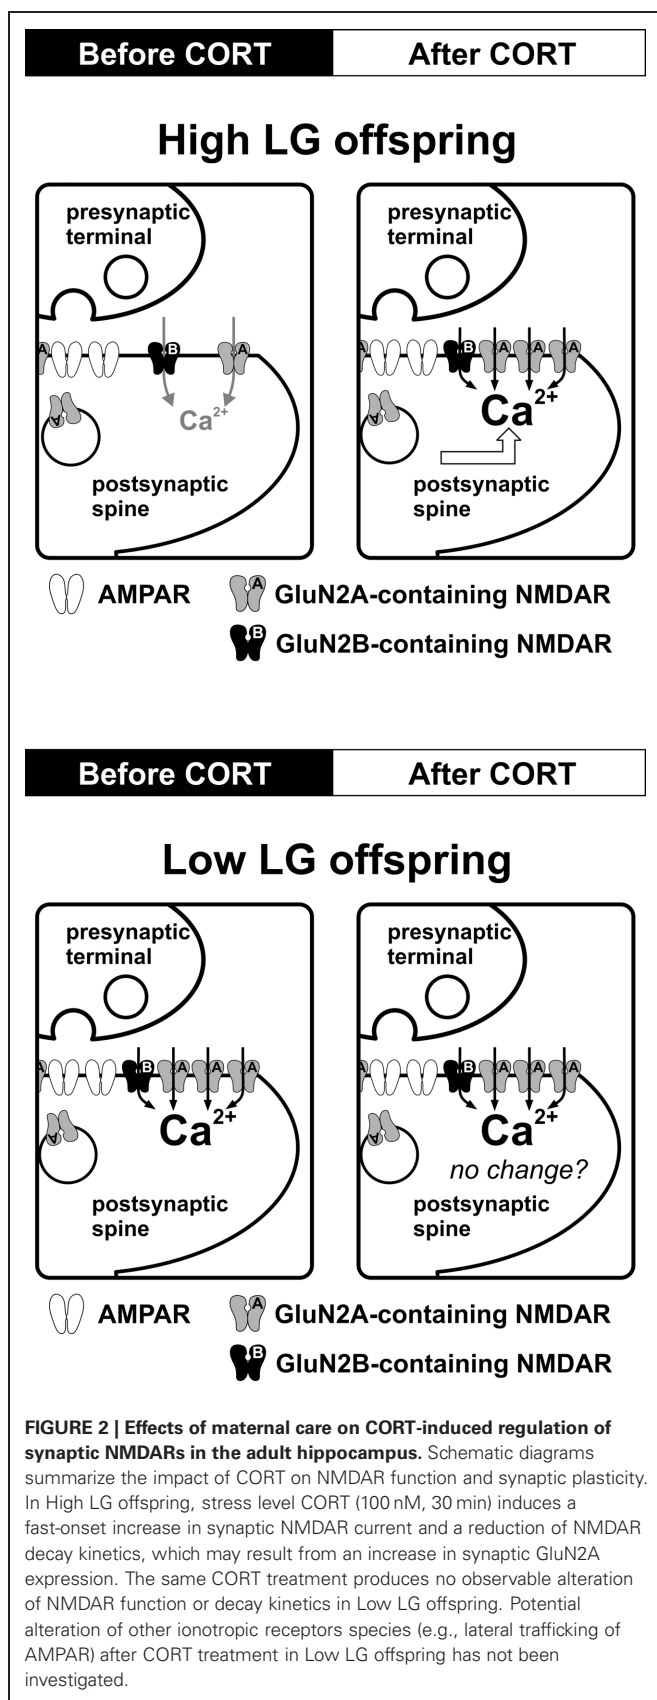 Before CORT
After CORT
High LG offspring
presynaptic
terminal
A
B
A
Ca2+
A
postsynaptic
spine
presynaptic
terminal
A
B
A
A
A
Ca2+
A
postsynaptic
spine
AMPAR
A
GluN2A-containing NMDAR
B
GluN2B-containing NMDAR
Before CORT
After CORT
Low LG offspring
presynaptic
terminal
A
B
A
A
A
Ca2+
A
postsynaptic
spine
presynaptic
terminal
A
B
A
A
A
Ca2+
no change?
A
postsynaptic
spine
AMPAR
A
GluN2A-containing NMDAR
B
GluN2B-containing NMDAR
FIGURE 2 | Effects of maternal care on CORT-induced regulation of
synaptic NMDARs in the adult hippocampus. Schematic diagrams
summarize the impact of CORT on NMDAR function and synaptic plasticity.
In High LG offspring, stress level CORT (100 nM, 30 min) induces a
fast-onset increase in synaptic NMDAR current and a reduction of NMDAR
decay kinetics, which may result from an increase in synaptic GluN2A
expression. The same CORT treatment produces no observable alteration
of NMDAR function or decay kinetics in Low LG offspring. Potential
alteration of other ionotropic receptors species (e.g., lateral trafficking of
AMPAR) after CORT treatment in Low LG offspring has not been
investigated.